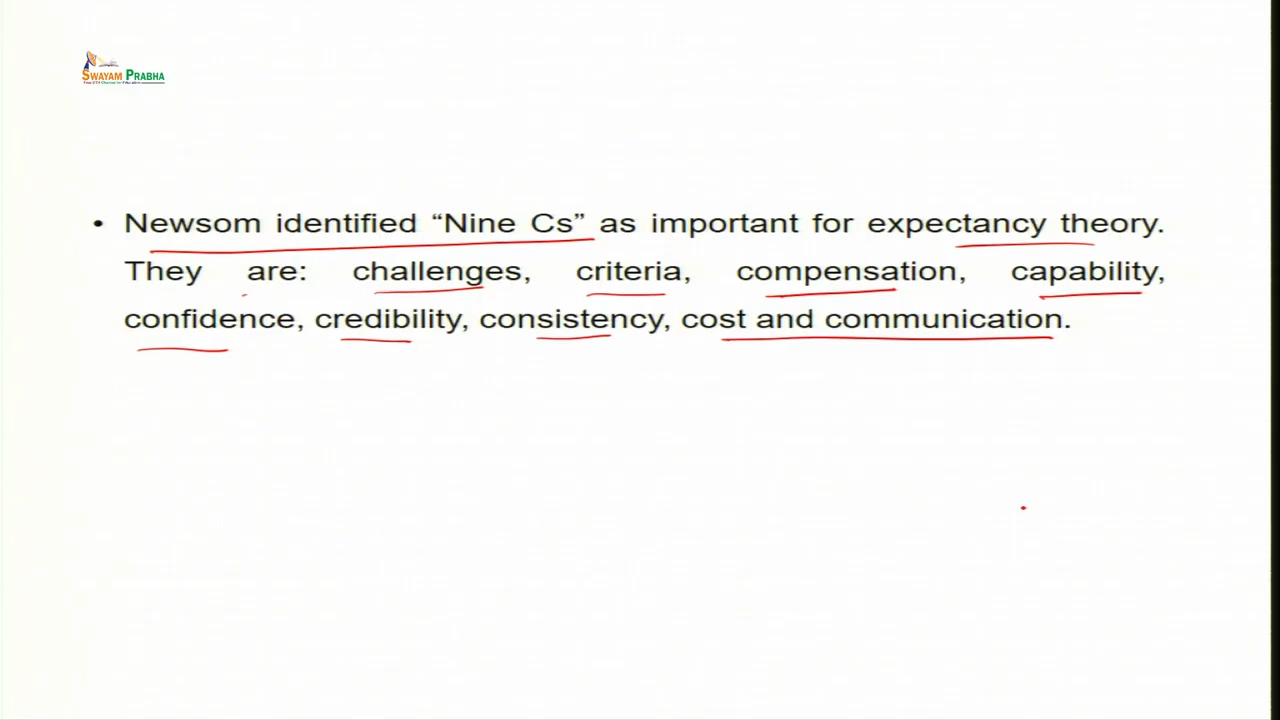 SWAYAM PRABHA
• Newsom identified “Nine Cs” as important for expectancy theory.
They are: challenges, criteria, compensation, capability,
confidence, credibility, consistency, cost and communication.